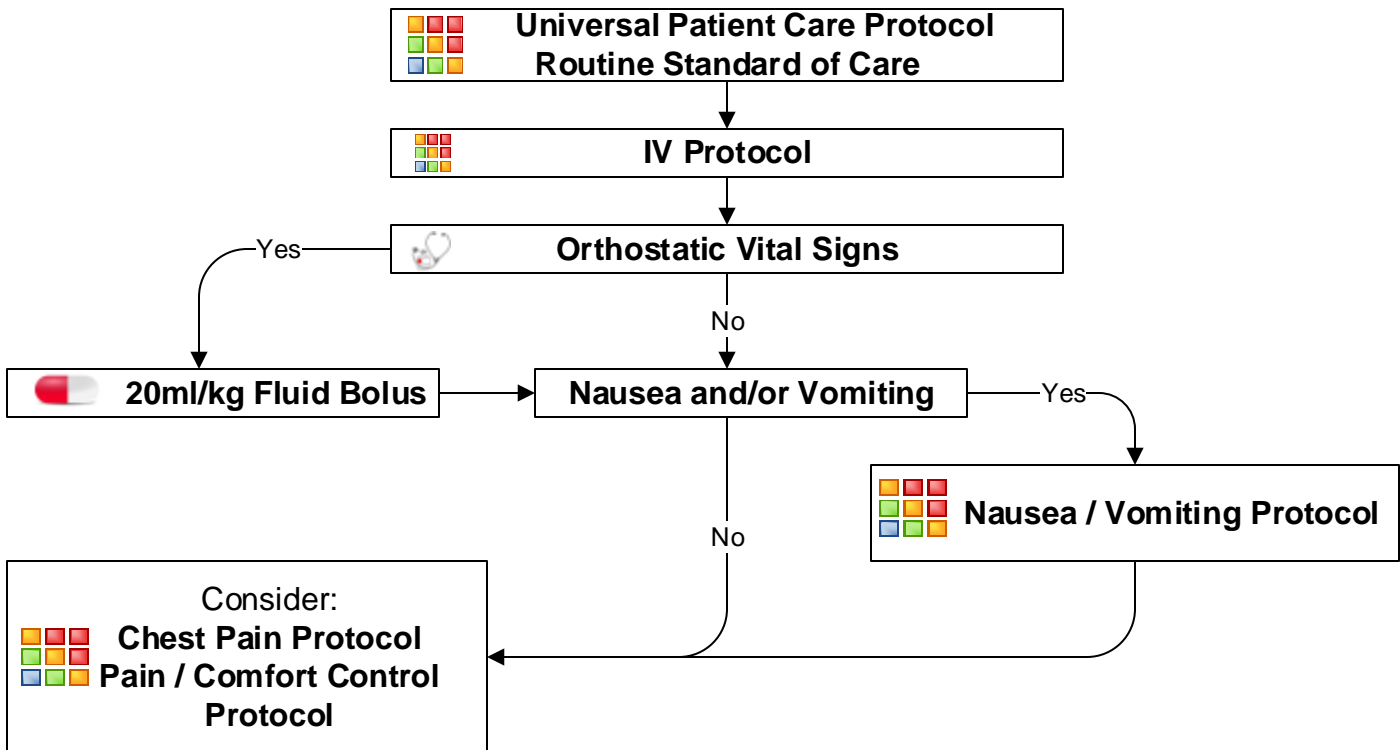 Universal Patient Care Protocol
Routine Standard of Care
IV Protocol
Orthostatic Vital Signs
Yes
No
20ml/kg Fluid Bolus
Nausea and/or Vomiting
Yes
Nausea / Vomiting Protocol
No
Consider:
Chest Pain Protocol
Pain / Comfort Control
Protocol